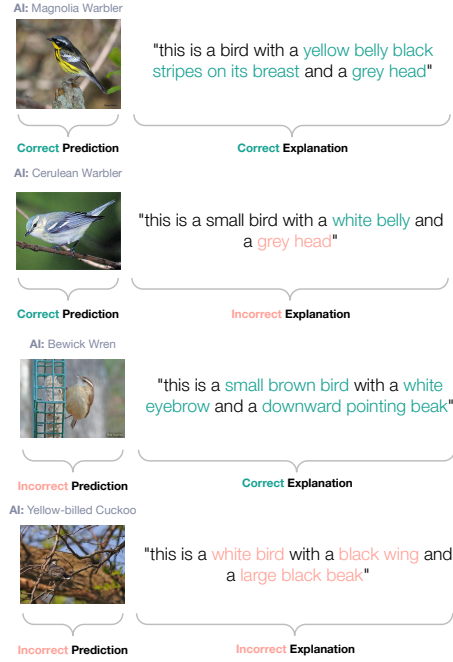 AI: Magnolia Warbler
"this is a bird with a yellow belly black
stripes on its breast and a grey head"
Correct Prediction
Correct Explanation
AI: Cerulean Warbler
"this is a small bird with a white belly and
a grey head"
Correct Prediction
Incorrect Explanation
AI: Bewick Wren
"this is a small brown bird with a white
eyebrow and a downward pointing beak"
Incorrect Prediction
Correct Explanation
AI: Yellow-billed Cuckoo
"this is a white bird with a black wing and
a large black beak"
Incorrect Prediction
Incorrect Explanation